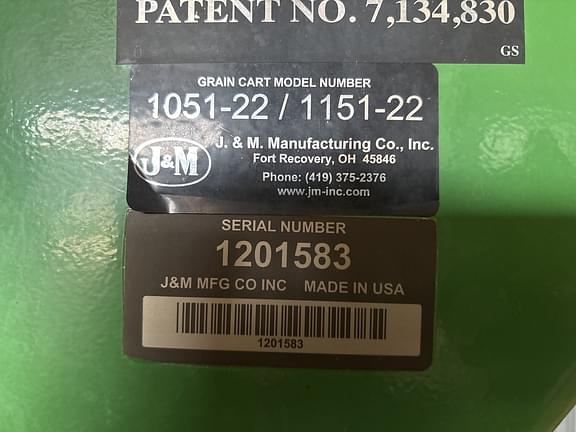 PATENT NO. 7,134,830
GS
GRAIN CART MODEL NUMBER
1051-22 / 1151-22
J&M
J. & M. Manufacturing Co., Inc.
Fort Recovery, OH 45846
Phone: (419) 375-2376
www.jm-inc.com
SERIAL NUMBER
1201583
J&M MFG CO INC MADE IN USA
1201583